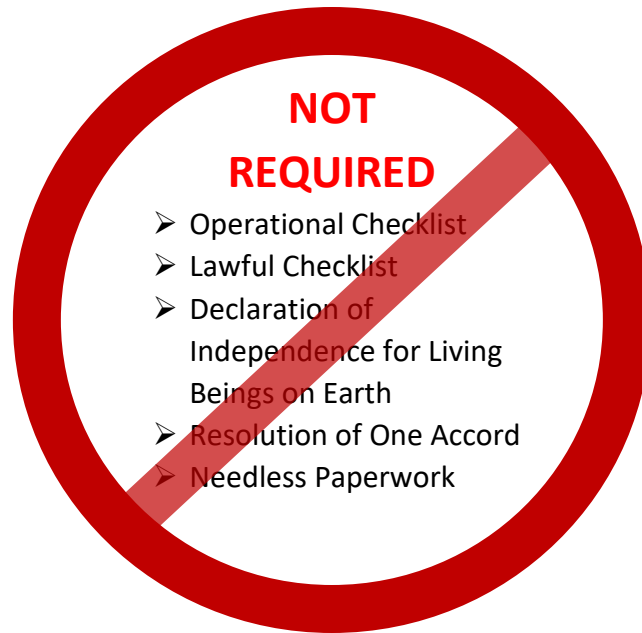 NOT
REQUIRED
➢ Operational Checklist
➢ Lawful Checklist
➢ Declaration of
Independence for Living
Beings on Earth
➢ Resolution of One Accord
➢ Needless Paperwork